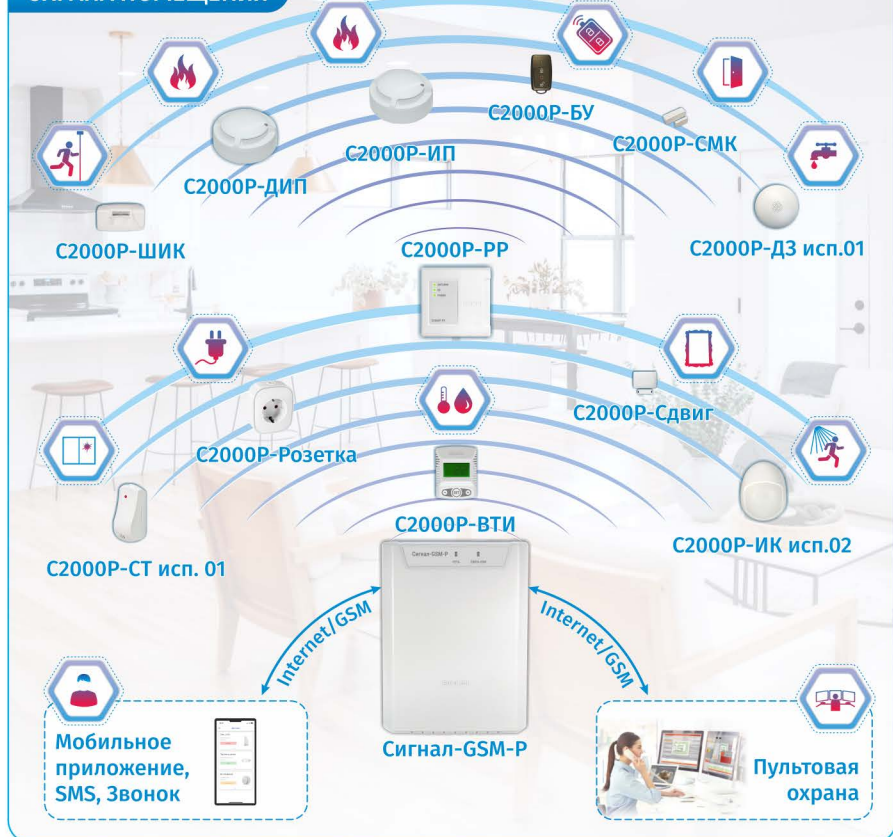 С2000Р-БУ
С2000Р-СМК
С2000Р-ИП
С2000Р-ДИП
С2000Р-ШИК
С2000Р-РР
С2000Р-ДЗ исп.01
С2000Р-Сдвиг
С2000Р-Розетка
С2000Р-ВТИ
С2000Р-ИК исп.02
С2000Р-СТ исп. 01
Сигнал-GSM-Р
Internet/GSM
Internet/GSM
Мобильное
приложение,
SMS, Звонок
Сигнал-GSM-Р
Пультовая
охрана